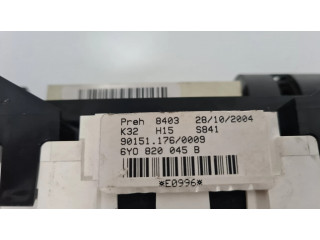 Preh 8403 28/10/2004
K32 H15 S841
90151.176/0009
6Y0 820 045 B
*E0996*